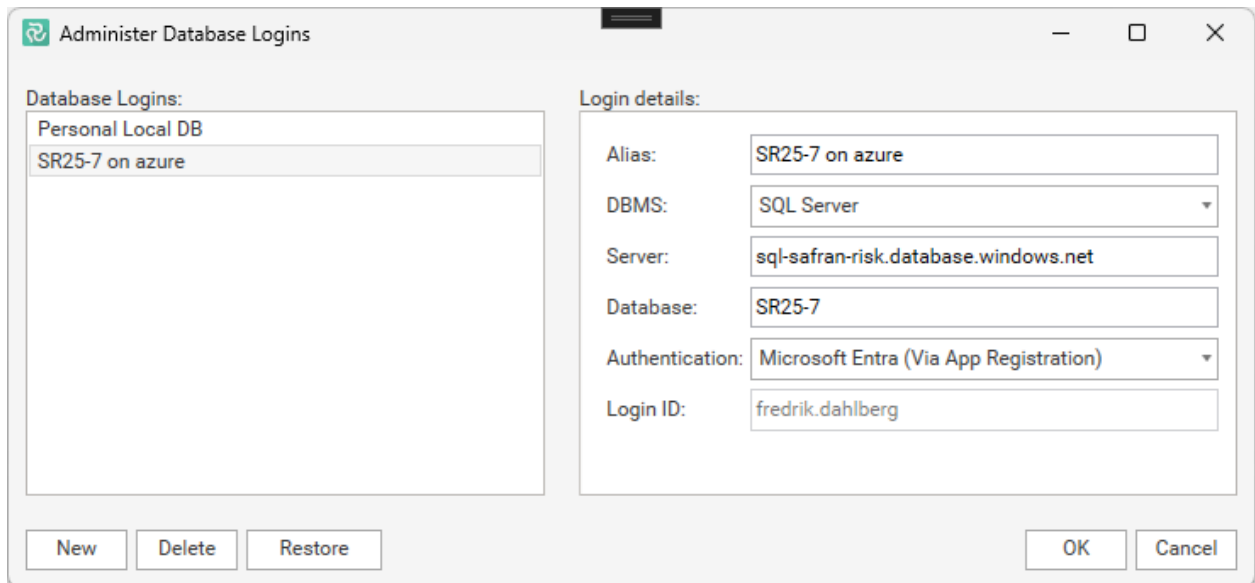 Administer Database Logins
Database Logins:
Personal Local DB
SR25-7 on azure
Login details:
Alias: SR25-7 on azure
DBMS: SQL Server
Server: sql-safran-risk.database.windows.net
Database: SR25-7
Authentication: Microsoft Entra (Via App Registration)
Login ID: fredrik.dahlberg
New Delete Restore OK Cancel